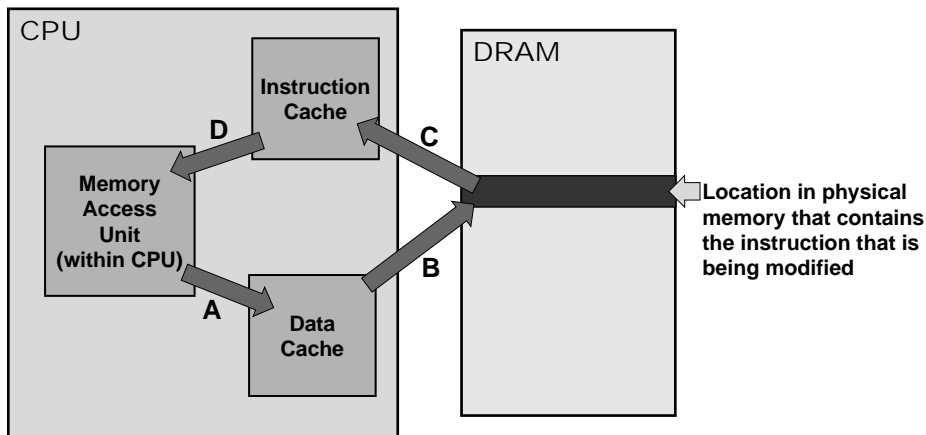 CPU
Instruction
Cache
D
Memory
Access
Unit
(within CPU)
A
Data
Cache
B
C
DRAM
Location in physical
memory that contains
the instruction that is
being modified